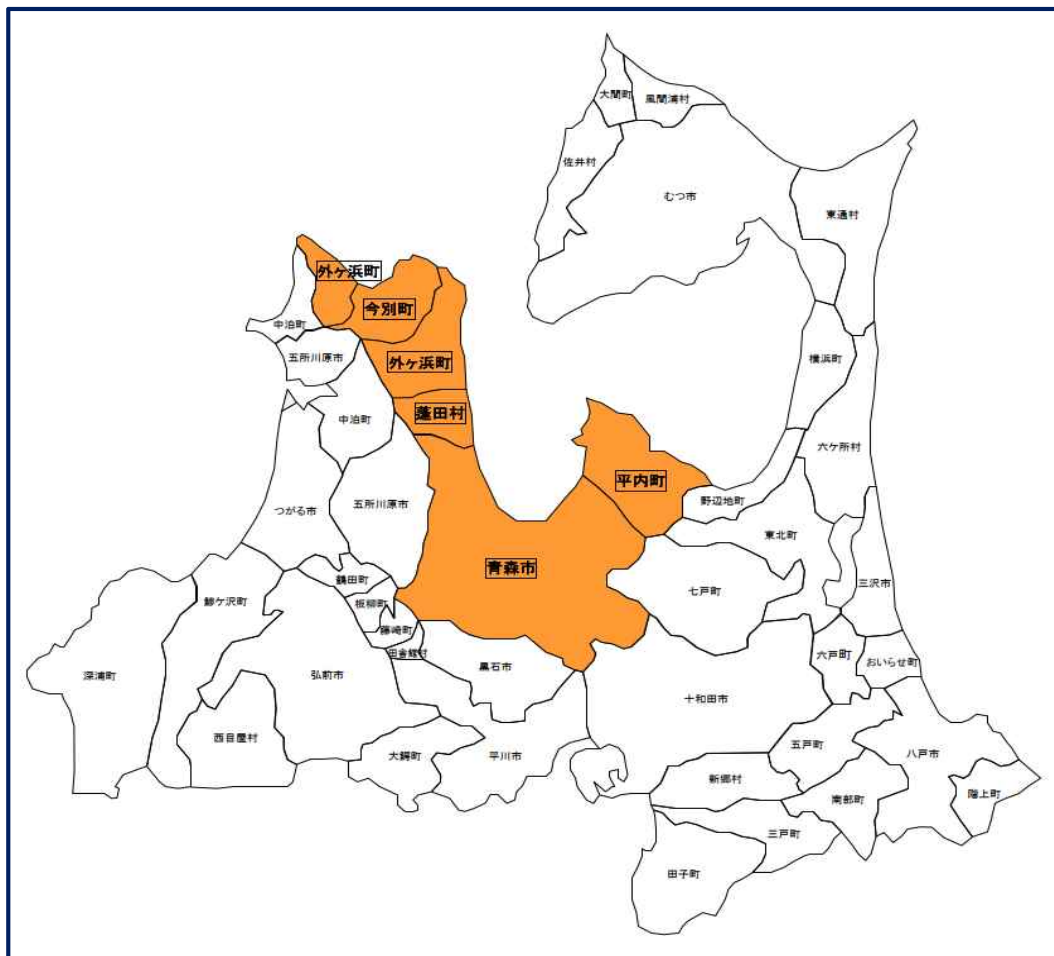 大間町
風間浦村
佐井村
むつ市
東通村
外ヶ浜町
今別町
中泊町
五所川原市
外ヶ浜町
横浜町
蓬田村
中泊町
六ケ所村
平内町
野辺地町
五所川原市
つがる市
東北町
青森市
鶴田町
三沢市
七戸町
鰺ケ沢町
板柳町
藤崎町
田舎館村
黒石市
六戸町
おいらせ町
深浦町
弘前市
十和田市
西目屋村
大鰐町
平川市
五戸町
八戸市
新郷村
南部町
階上町
三戸町
田子町